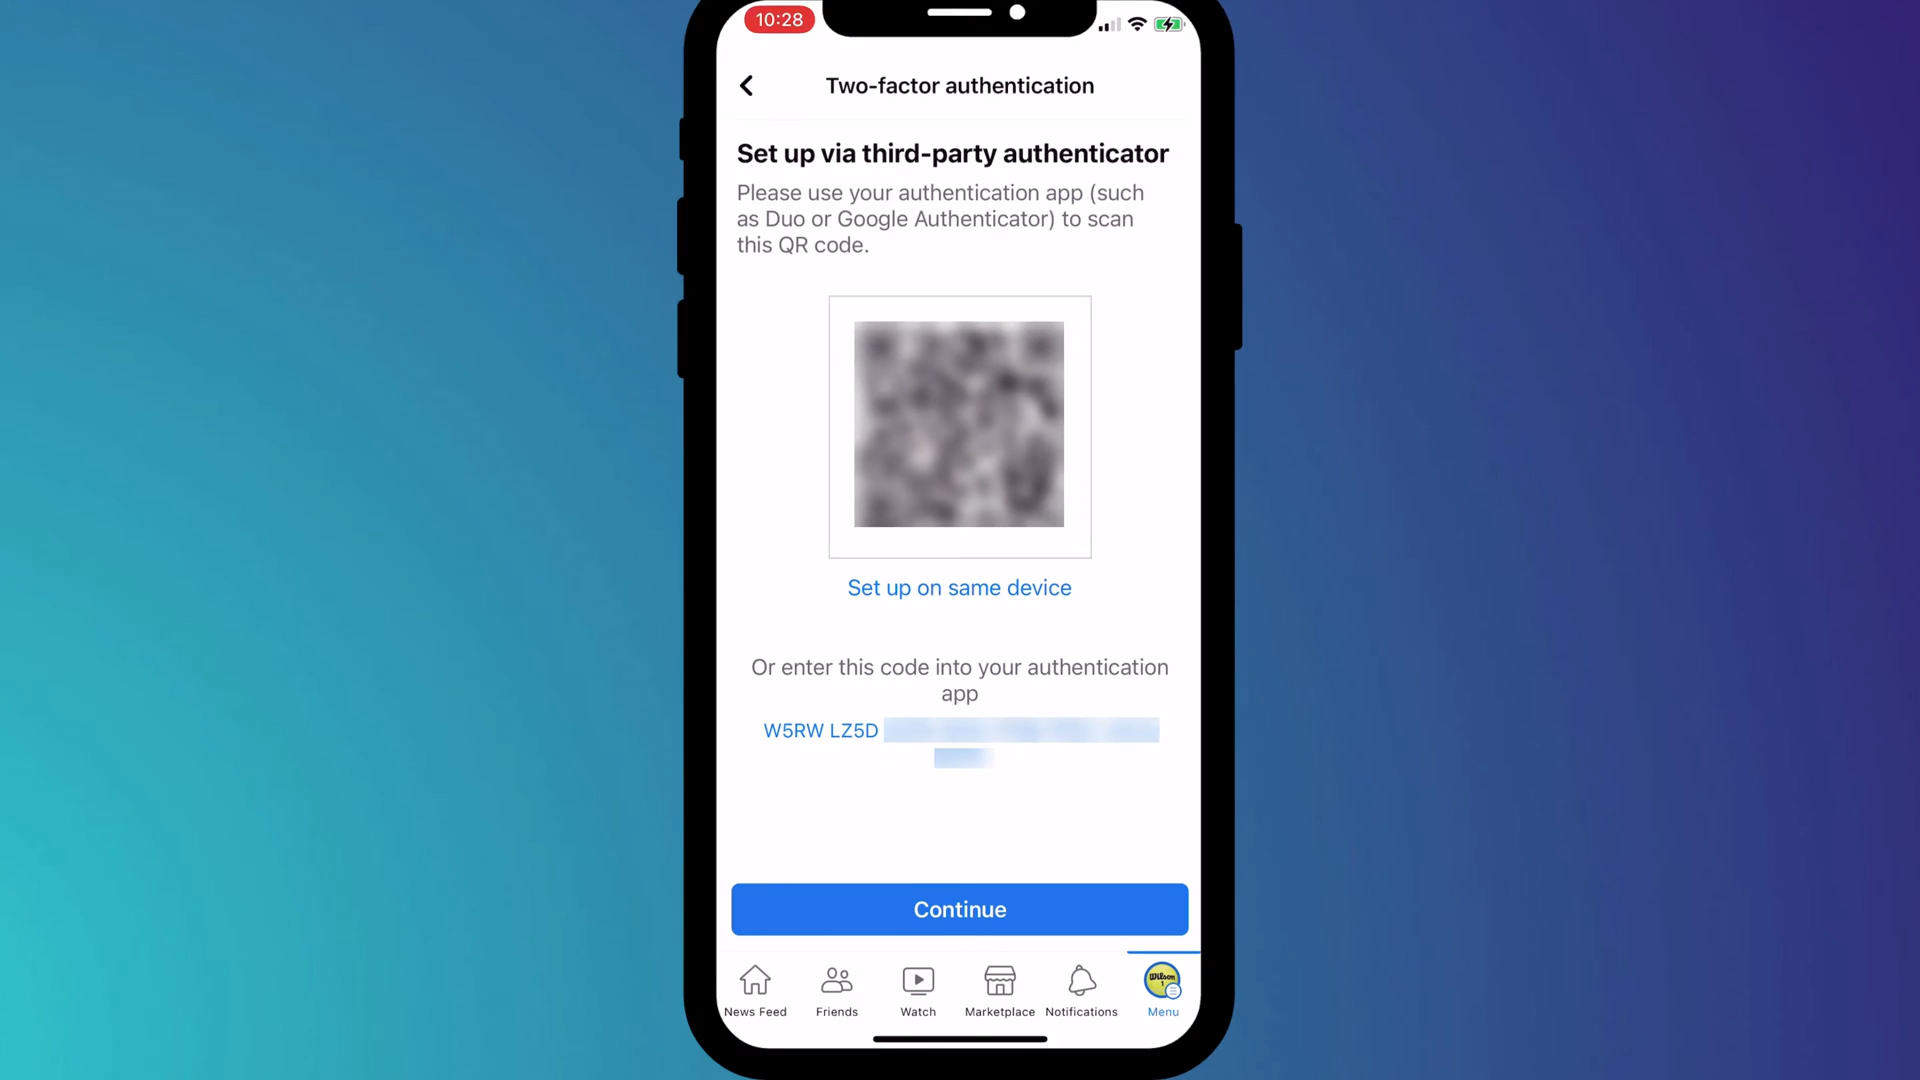 10:28
Two-factor authentication
Set up via third-party authenticator
Please use your authentication app (such
as Duo or Google Authenticator) to scan
this QR code.
Set up on same device
Or enter this code into your authentication
app
W5RW LZ5D
Continue
Wilson
1
News Feed
Friends
Watch
Marketplace
Notifications
Menu